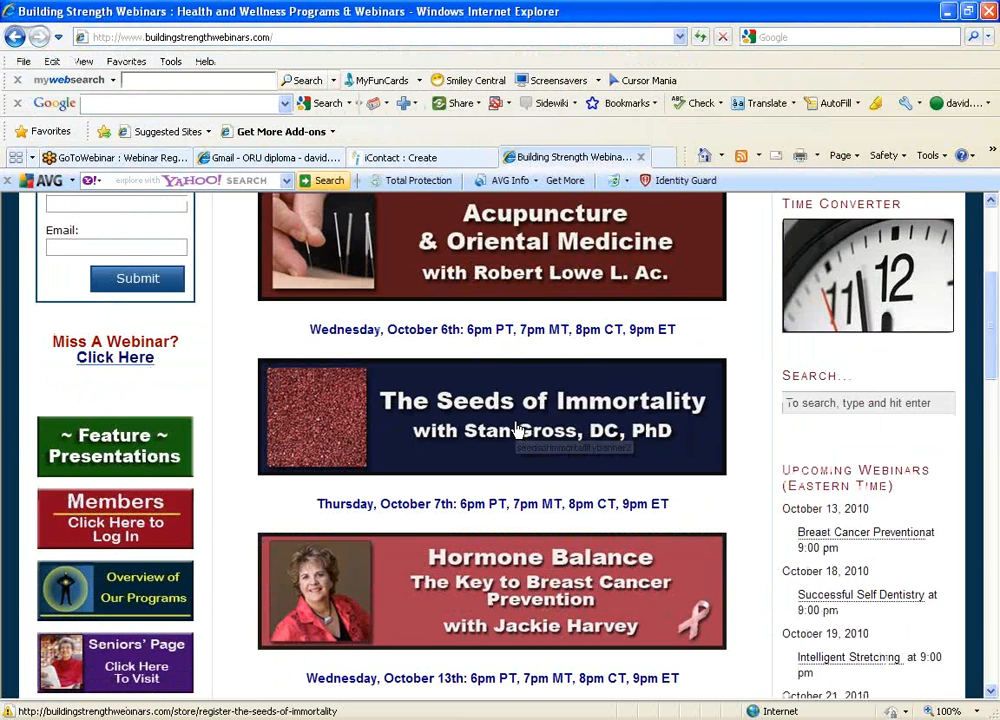 Building Strength Webinars : Health and Wellness Programs & Webinars - Windows Internet Explorer
http://www.buildingstrengthwebinars.com/
Google
File Edit View Favorites Tools Help
mywebsearch Search MyFunCards Smiley Central Screensavers Cursor Mania
Google Search Share Sidewiki Bookmarks Check Translate AutoFill david....
Favorites Suggested Sites Get More Add-ons
GoToWebinar : Webinar Reg... Gmail - ORU diploma - david.... iContact : Create Building Strength Webina... Page Safety Tools
AVG Y! explore with YAHOO! SEARCH Search Total Protection AVG Info Get More Identity Guard
Email:
Submit
Miss A Webinar?
Click Here
~ Feature ~
Presentations
Members
Click Here to
Log In
Overview of
Our Programs
Seniors' Page
Click Here
To Visit
Acupuncture
& Oriental Medicine
with Robert Lowe L. Ac.
Wednesday, October 6th: 6pm PT, 7pm MT, 8pm CT, 9pm ET
The Seeds of Immortality
with Stan Gross, DC, PhD
seedsofimmortalitybanner2
Thursday, October 7th: 6pm PT, 7pm MT, 8pm CT, 9pm ET
Hormone Balance
The Key to Breast Cancer
Prevention
with Jackie Harvey
Wednesday, October 13th: 6pm PT, 7pm MT, 8pm CT, 9pm ET
Time Converter
12
Search...
To search, type and hit enter
Upcoming Webinars
(Eastern Time)
October 13, 2010
Breast Cancer Preventionat
9:00 pm
October 18, 2010
Successful Self Dentistry at
9:00 pm
October 19, 2010
Intelligent Stretching at 9:00
pm
October 21, 2010
http://buildingstrengthwebinars.com/store/register-the-seeds-of-immortality
Internet
100%